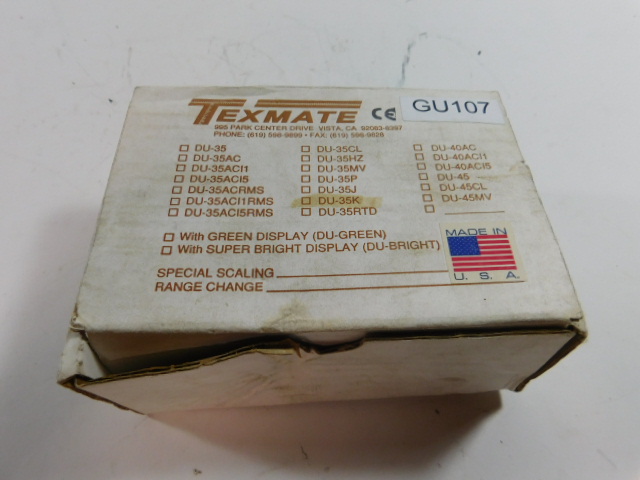 TEXMATE CE GU107
995 PARK CENTER DRIVE VISTA, CA 92083-8397
PHONE: (619) 598-9899 • FAX: (619) 598-9828
DU-35 DU-35CL DU-40AC
DU-35AC DU-35HZ DU-40ACI1
DU-35ACI1 DU-35MV DU-40ACI5
DU-35ACI5 DU-35P DU-45
DU-35ACRMS DU-35J DU-45CL
DU-35ACI1RMS DU-35K DU-45MV
DU-35ACI5RMS DU-35RTD
With GREEN DISPLAY (DU-GREEN)
With SUPER BRIGHT DISPLAY (DU-BRIGHT)
MADE IN
U. S. A.
SPECIAL SCALING
RANGE CHANGE